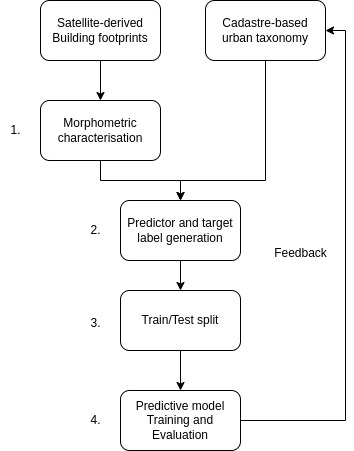 Satellite-derived
Building footprints
Cadastre-based
urban taxonomy
1.
Morphometric
characterisation
2.
Predictor and target
label generation
Feedback
3.
Train/Test split
4.
Predictive model
Training and
Evaluation